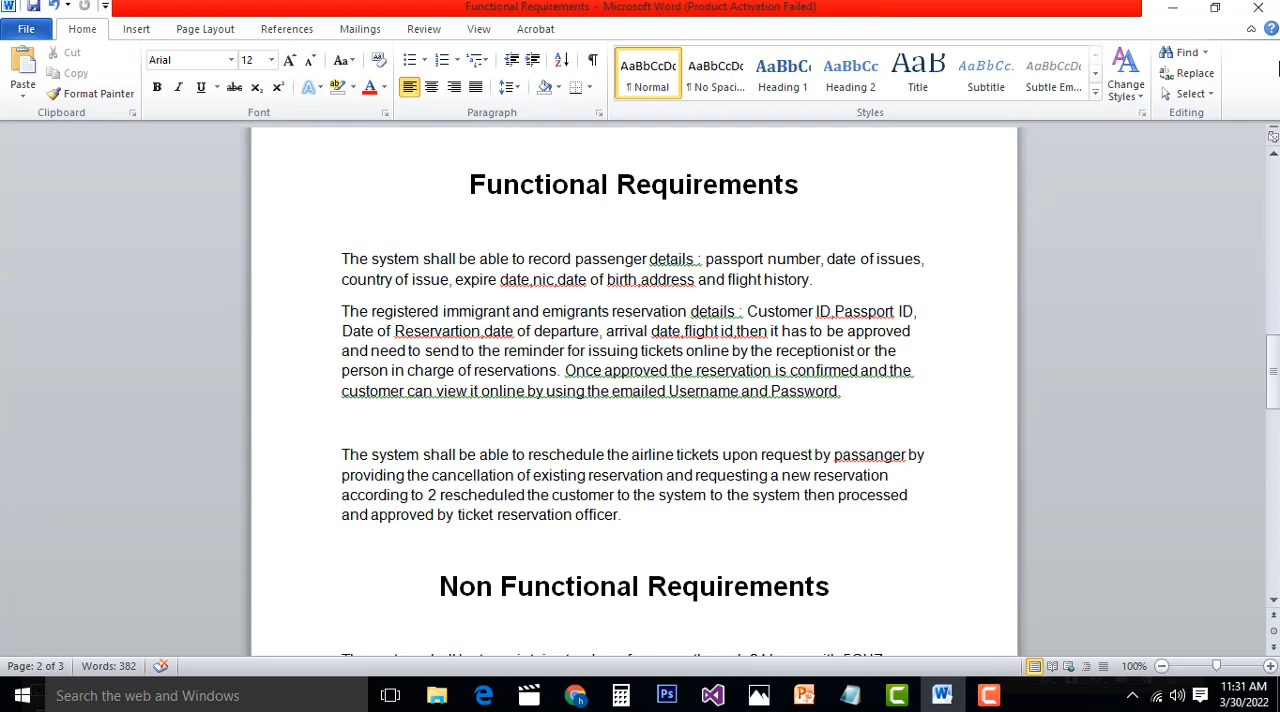 Functional Requirements - Microsoft Word (Product Activation Failed)
File Home Insert Page Layout References Mailings Review View Acrobat
Paste Cut Copy Format Painter
Arial 12
AaBbCcDc AaBbCcDc AaBbCc AaBbCc AaB AaBbCc. AaBbCcDc
¶ Normal ¶ No Spaci... Heading 1 Heading 2 Title Subtitle Subtle Em...
Change Styles
Find
Replace
Select
Clipboard Font Paragraph Styles Editing
Functional Requirements
The system shall be able to record passenger details : passport number, date of issues,
country of issue, expire date,nic,date of birth,address and flight history.
The registered immigrant and emigrants reservation details : Customer ID,Passport ID,
Date of Reservartion,date of departure, arrival date,flight id,then it has to be approved
and need to send to the reminder for issuing tickets online by the receptionist or the
person in charge of reservations. Once approved the reservation is confirmed and the
customer can view it online by using the emailed Username and Password.
The system shall be able to reschedule the airline tickets upon request by passanger by
providing the cancellation of existing reservation and requesting a new reservation
according to 2 rescheduled the customer to the system to the system then processed
and approved by ticket reservation officer.
Non Functional Requirements
Page: 2 of 3 Words: 382 100%
Search the web and Windows
11:31 AM
3/30/2022